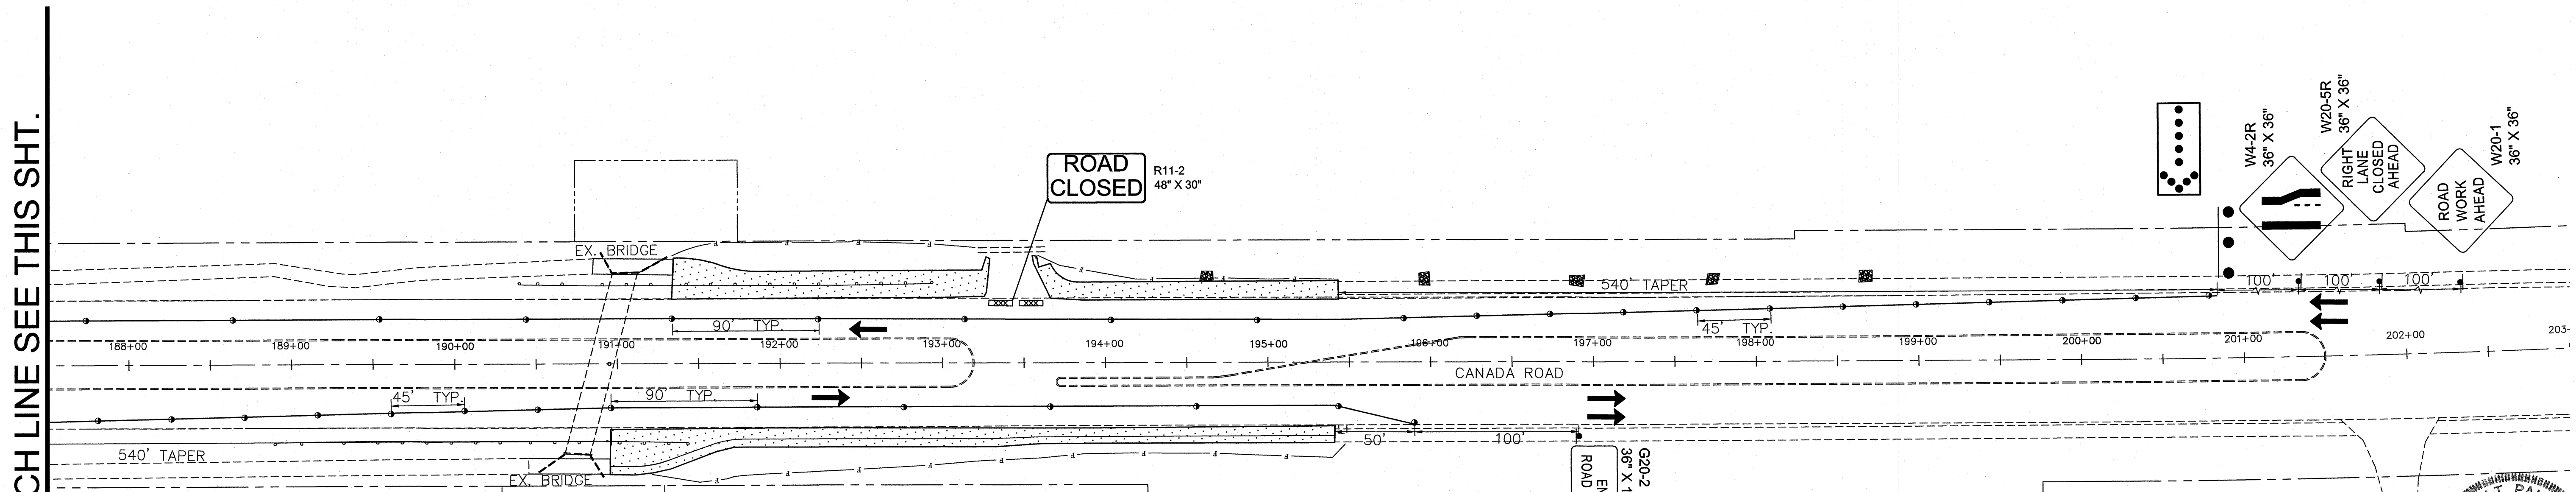 CH LINE SEE THIS SHT.
EX. BRIDGE
ROAD
CLOSED
R11-2
48" X 30"
540' TAPER
W4-2R
36" X 36"
W20-5R
36" X 36"
RIGHT
LANE
CLOSED
AHEAD
W20-1
36" X 36"
ROAD
WORK
AHEAD
100'
100'
100'
90' TYP.
45' TYP.
188+00
189+00
190+00
191+00
192+00
193+00
194+00
195+00
196+00
197+00
198+00
199+00
200+00
201+00
202+00
203
CANADA ROAD
45' TYP.
90' TYP.
540' TAPER
EX. BRIDGE
50'
100'
G20-2
36" X 1
EN
ROAD